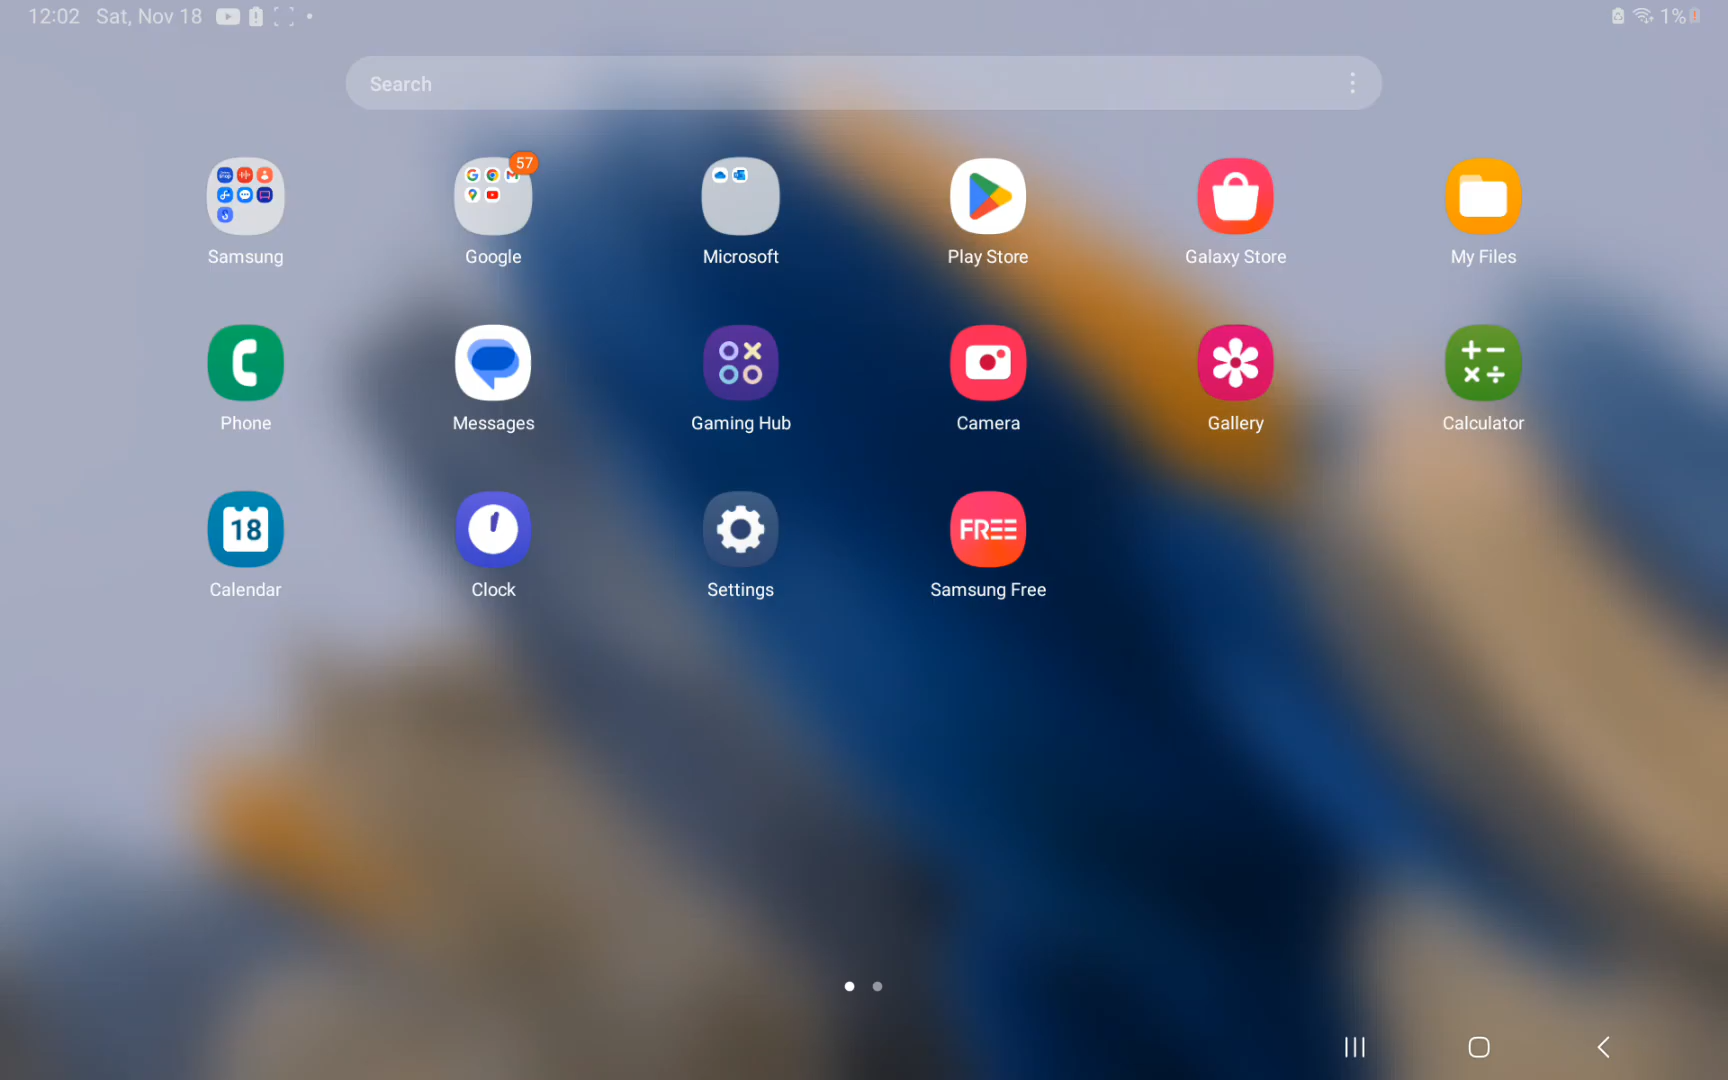 12:02 Sat, Nov 18 1%
Search
57
Samsung Google Microsoft Play Store Galaxy Store My Files
Phone Messages Gaming Hub Camera Gallery Calculator
18 FREE
Calendar Clock Settings Samsung Free